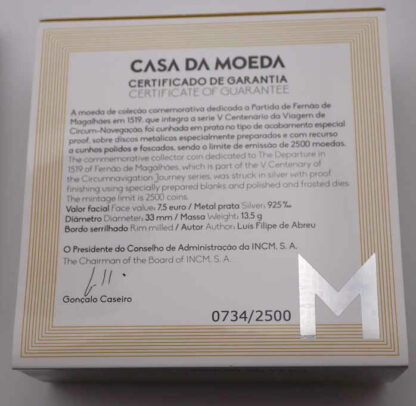 CASA DA MOEDA
CERTIFICADO DE GARANTIA
CERTIFICATE OF GUARANTEE
A moeda de coleção comemorativa dedicada a Partida de Fernão de
Magalhães em 1519, que integra a serie V Centenário da Viagem de
Circum-Navegação, foi cunhada em prata no tipo de acabamento especial
proof, sobre discos metálicos especialmente preparados e com recurso
a cunhos polidos e foscados, sendo o limite de emissão de 2500 moedas.
The commemorative collector coin dedicated to The Departure in
1519 of Fernão de Magalhães, which is part of the V Centenary of
the Circumnavigation Journey series, was struck in silver with proof
finishing using specially prepared blanks and polished and frosted dies.
The mintage limit is 2500 coins.
Valor facial Face value: 7,5 euro / Metal prata Silver: 925‰
Diâmetro Diameter: 33 mm / Massa Weight: 13,5 g
Bordo serrilhado Rim milled / Autor Author: Luis Filipe de Abreu
O Presidente do Conselho de Administração da INCM, S. A.
The Chairman of the Board of INCM, S. A.
Gonçalo Caseiro
M
0734/2500